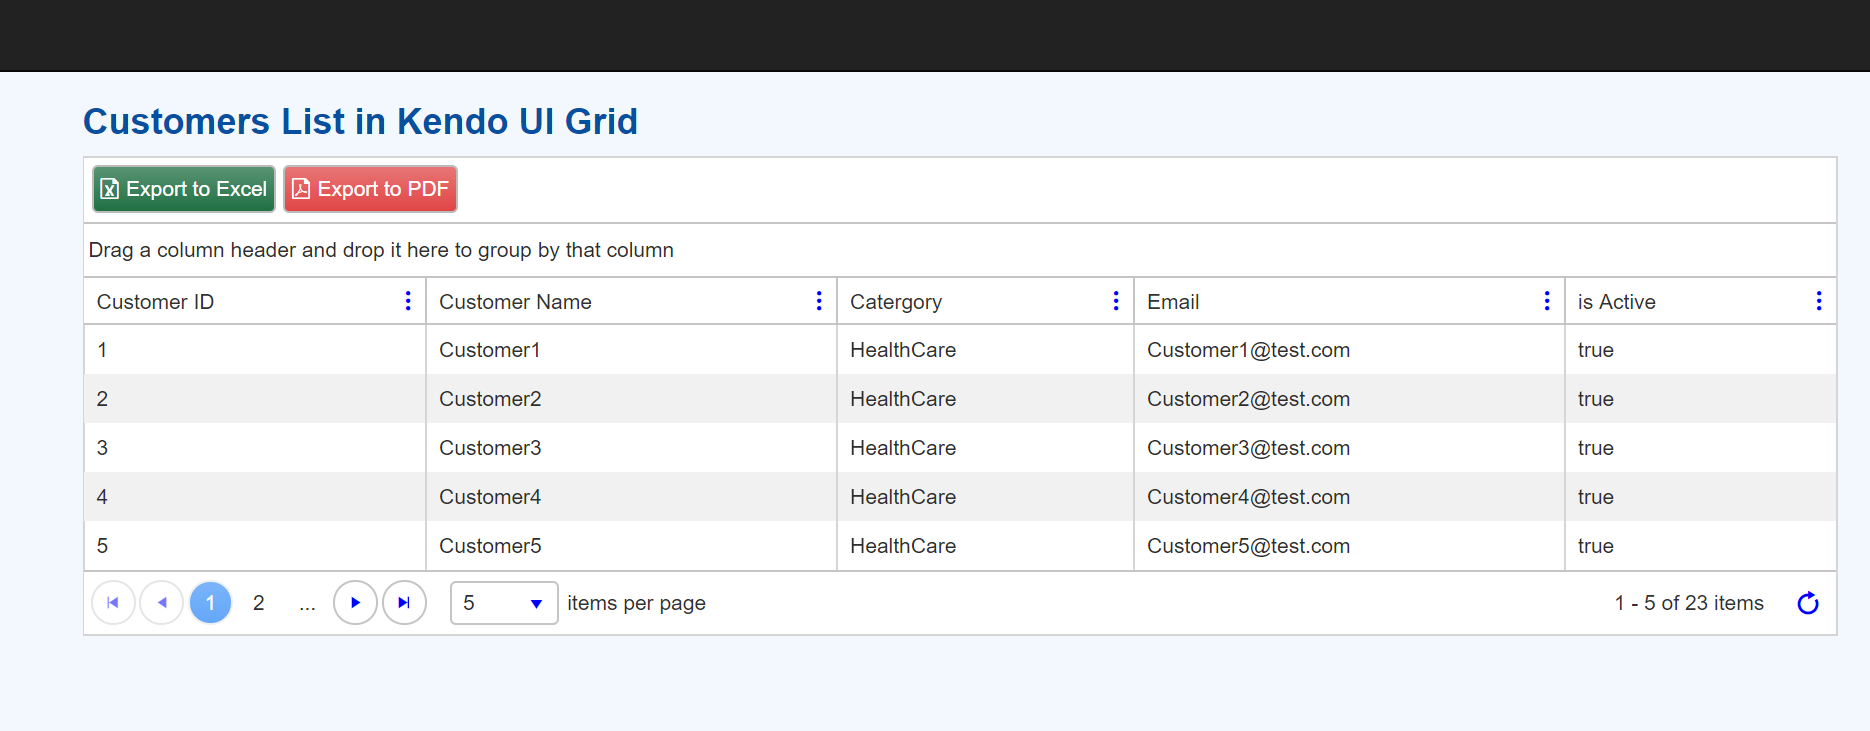 Customers List in Kendo UI Grid
Export to Excel Export to PDF
Drag a column header and drop it here to group by that column
Customer ID Customer Name Catergory Email is Active
1 Customer1 HealthCare Customer1@test.com true
2 Customer2 HealthCare Customer2@test.com true
3 Customer3 HealthCare Customer3@test.com true
4 Customer4 HealthCare Customer4@test.com true
5 Customer5 HealthCare Customer5@test.com true
1 2 ... 5 items per page 1 - 5 of 23 items